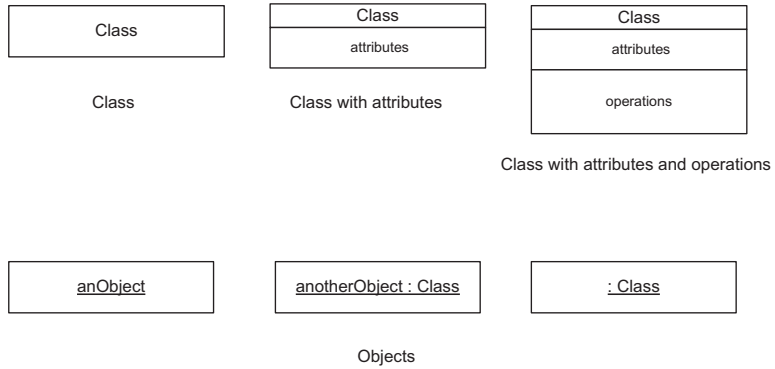 Class
Class
Class
attributes
Class with attributes
Class
attributes
operations
Class with attributes and operations
anObject
anotherObject : Class
: Class
Objects